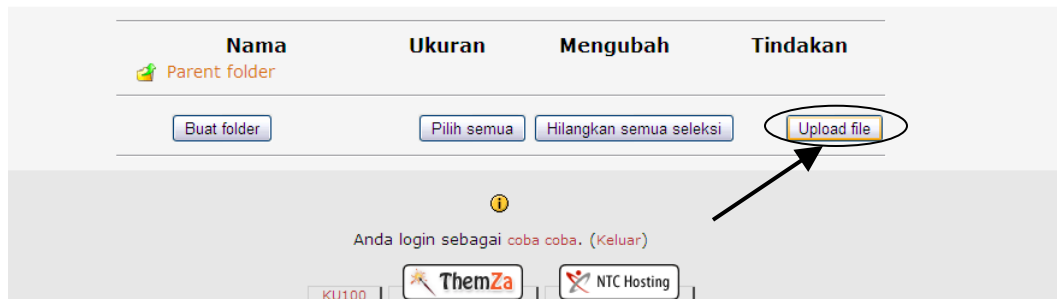 Nama Ukuran Mengubah Tindakan
Parent folder
Buat folder Pilih semua Hilangkan semua seleksi Upload file
Anda login sebagai coba coba. (Keluar)
KU100 ThemZa NTC Hosting